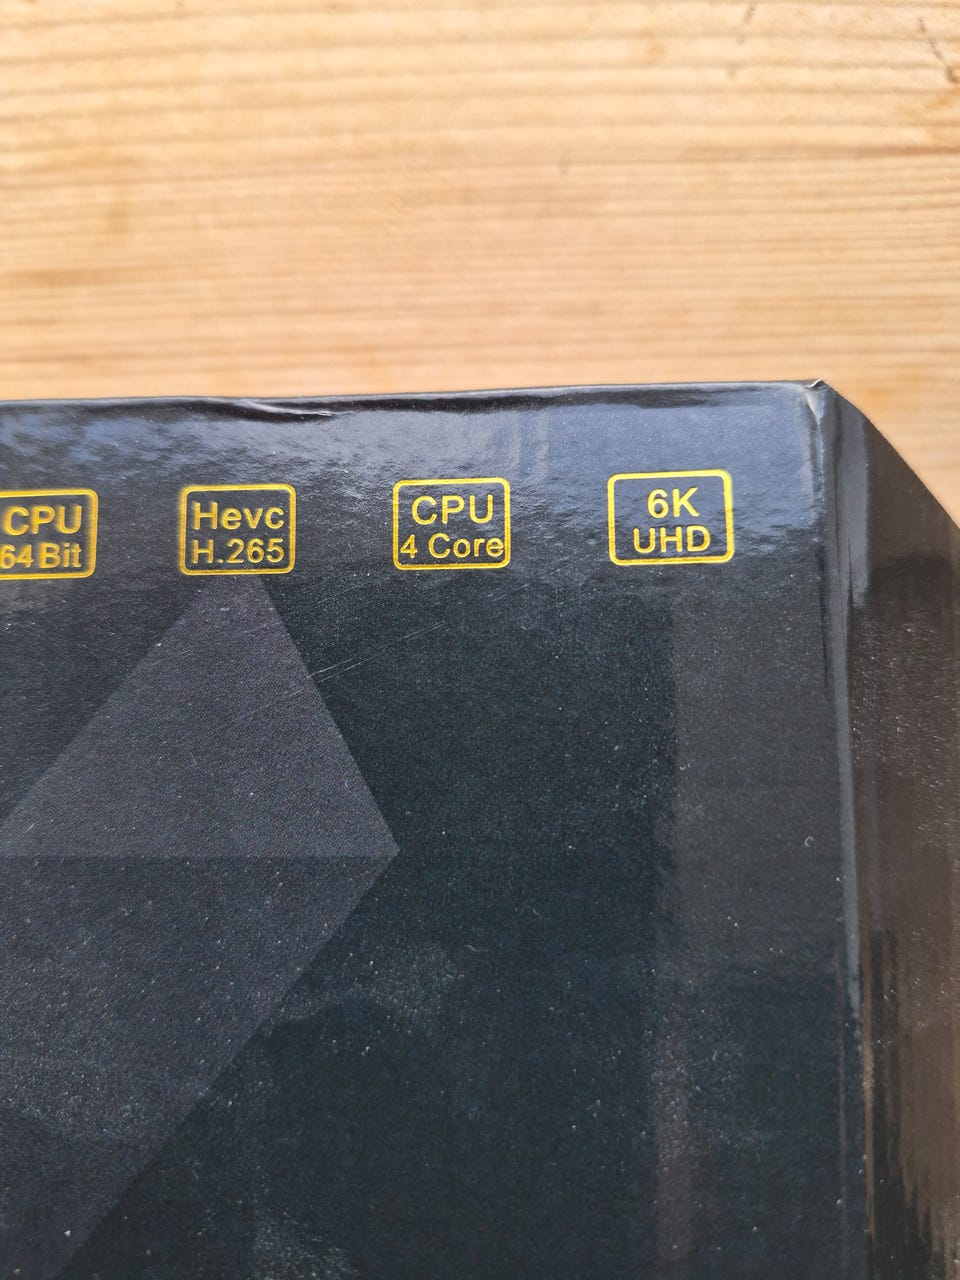 CPU
64 Bit
Hevc
H.265
CPU
4 Core
6K
UHD